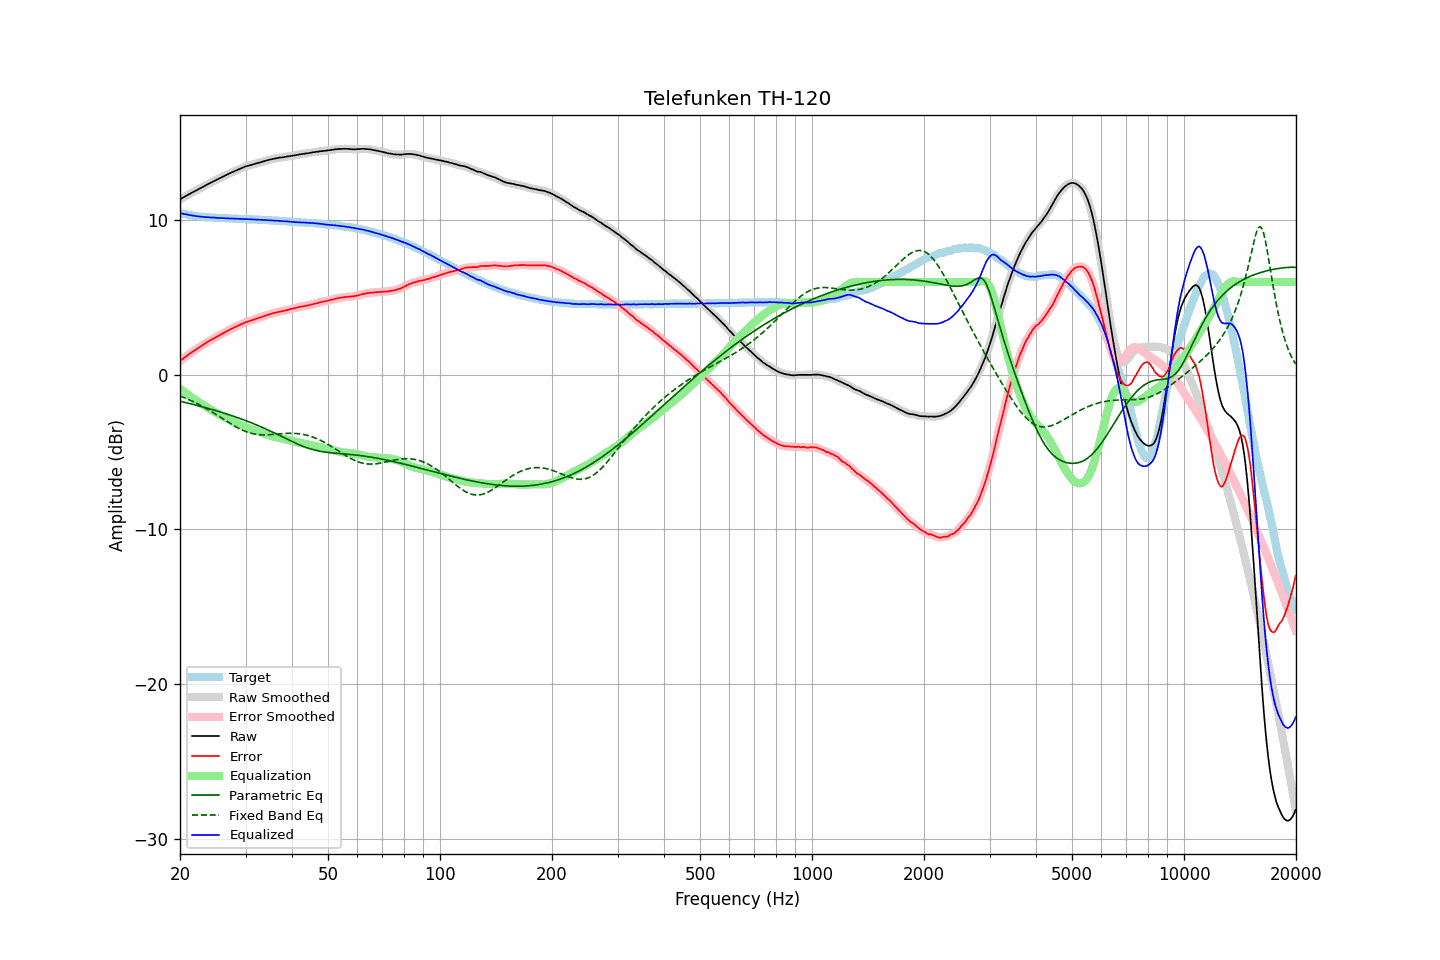 Telefunken TH-120
Amplitude (dBr)
10
0
−10
−20
−30
Target
Raw Smoothed
Error Smoothed
Raw
Error
Equalization
Parametric Eq
Fixed Band Eq
Equalized
20 50 100 200 500 1000 2000 5000 10000 20000
Frequency (Hz)